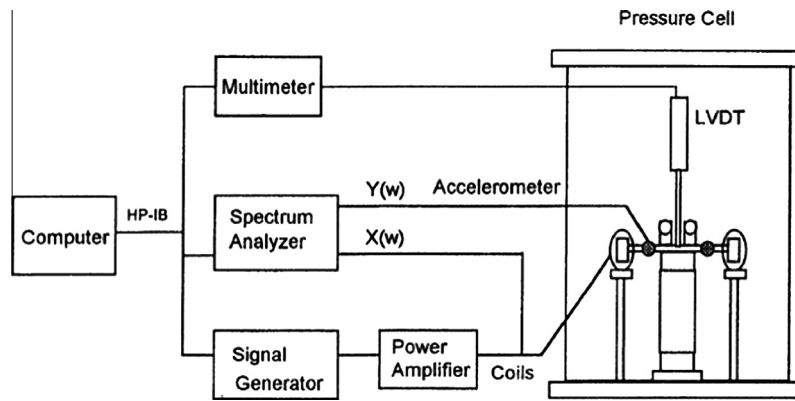 Pressure Cell
Multimeter
LVDT
Y(w) Accelerometer
HP-IB
Spectrum
Analyzer
Computer
X(w)
Signal
Generator
Power
Amplifier
Coils